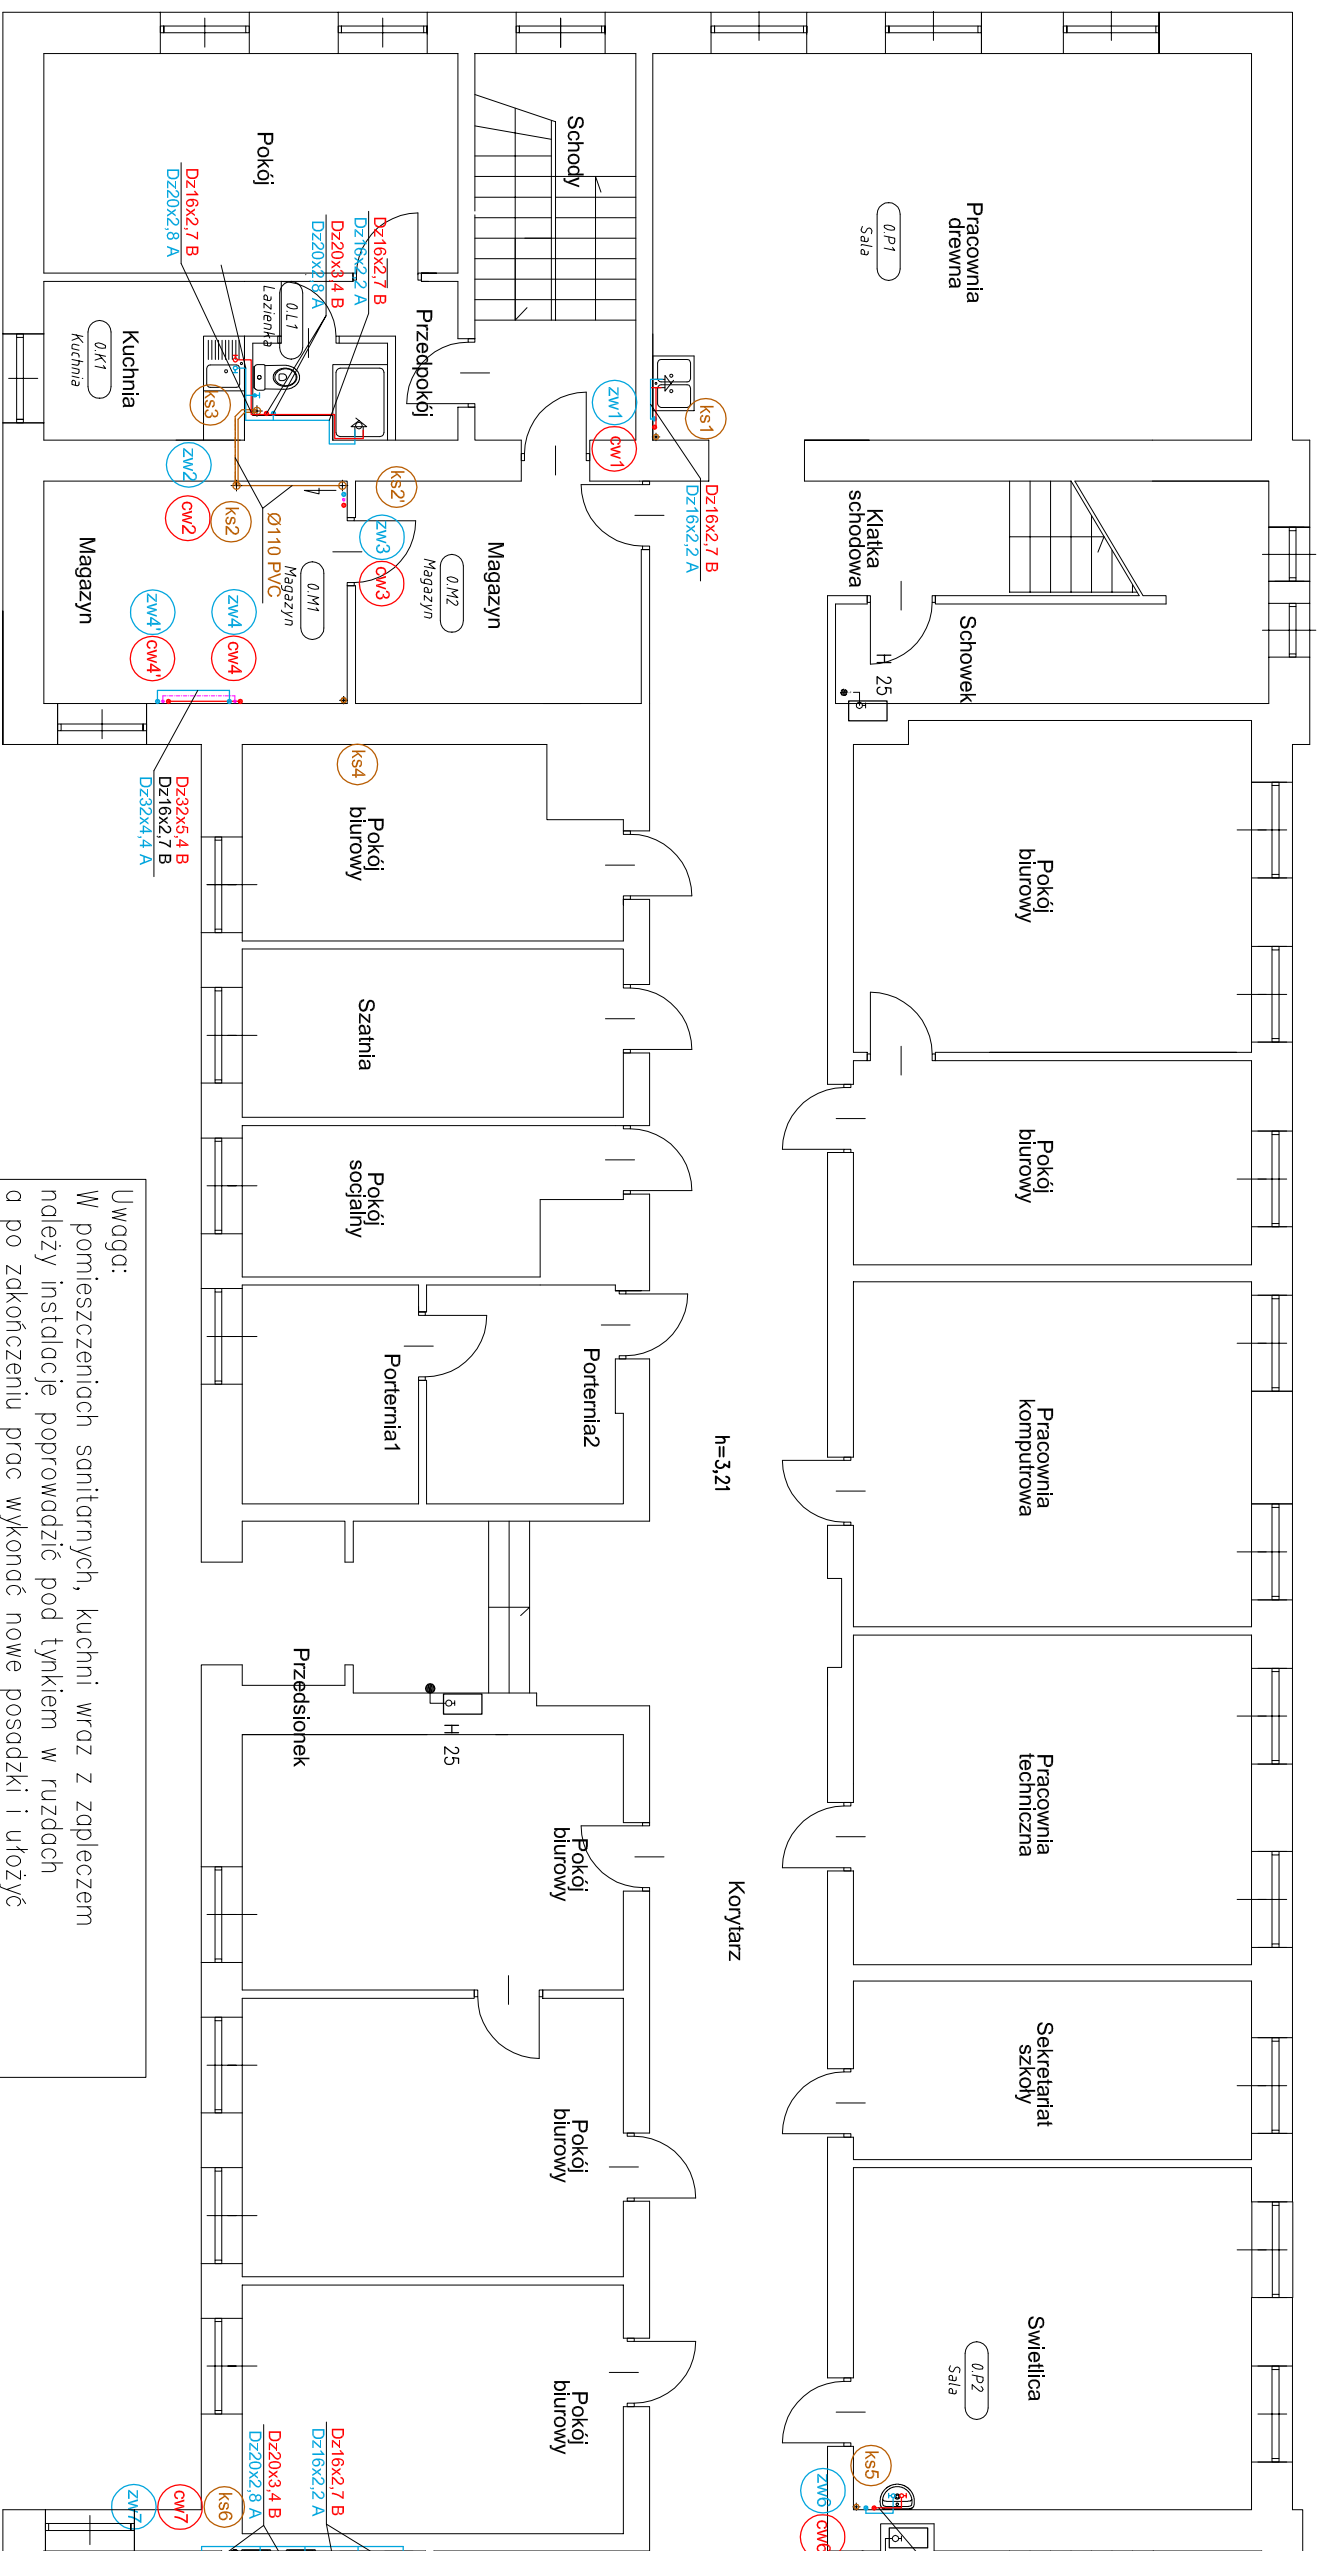 Pracownia
drewna
0.P1
Sala
Schody
Pokój
Dz16x2,7 B
Dz20x2,8 A
Dz16x2,7 B
Dz16x2,2 A
Dz20x3,4 B
Dz20x2,8 A
0.L1
Lazienka
Przedpokój
Kuchnia
0.K1
Kuchnia
ks3
zw1
cw1
ks1
Dz16x2,7 B
Dz16x2,2 A
zw2
cw2
ks2
ks2'
zw3
cw3
Ø110 PVC
Magazyn
0.M1
Magazyn
Magazyn
0.M2
Magazyn
zw4'
cw4'
zw4
cw4
Dz32x5,4 B
Dz16x2,7 B
Dz32x4,4 A
Klatka
schodowa
Schowek
H 25
ks4
Pokój
biurowy
Pokój
biurowy
Szatnia
Pokój
biurowy
Pokój
socjalny
Porternia1
Porternia2
h=3,21
Pracownia
komputrowa
Przedsionek
H 25
Pracownia
techniczna
Pokój
biurowy
Korytarz
Sekretariat
szkoły
Pokój
biurowy
Swietlica
0.P2
Sala
Pokój
biurowy
ks5
zw6
cw6
Dz16x2,7 B
Dz16x2,2 A
Dz20x3,4 B
Dz20x2,8 A
ks6
cw7
zw7
Uwaga:
W pomieszczeniach sanitarnych, kuchni wraz z zapleczem
należy instalacje poprowadzić pod tynkiem w ruzdach
a po zakończeniu prac wykonać nowe posadzki i ułożyć